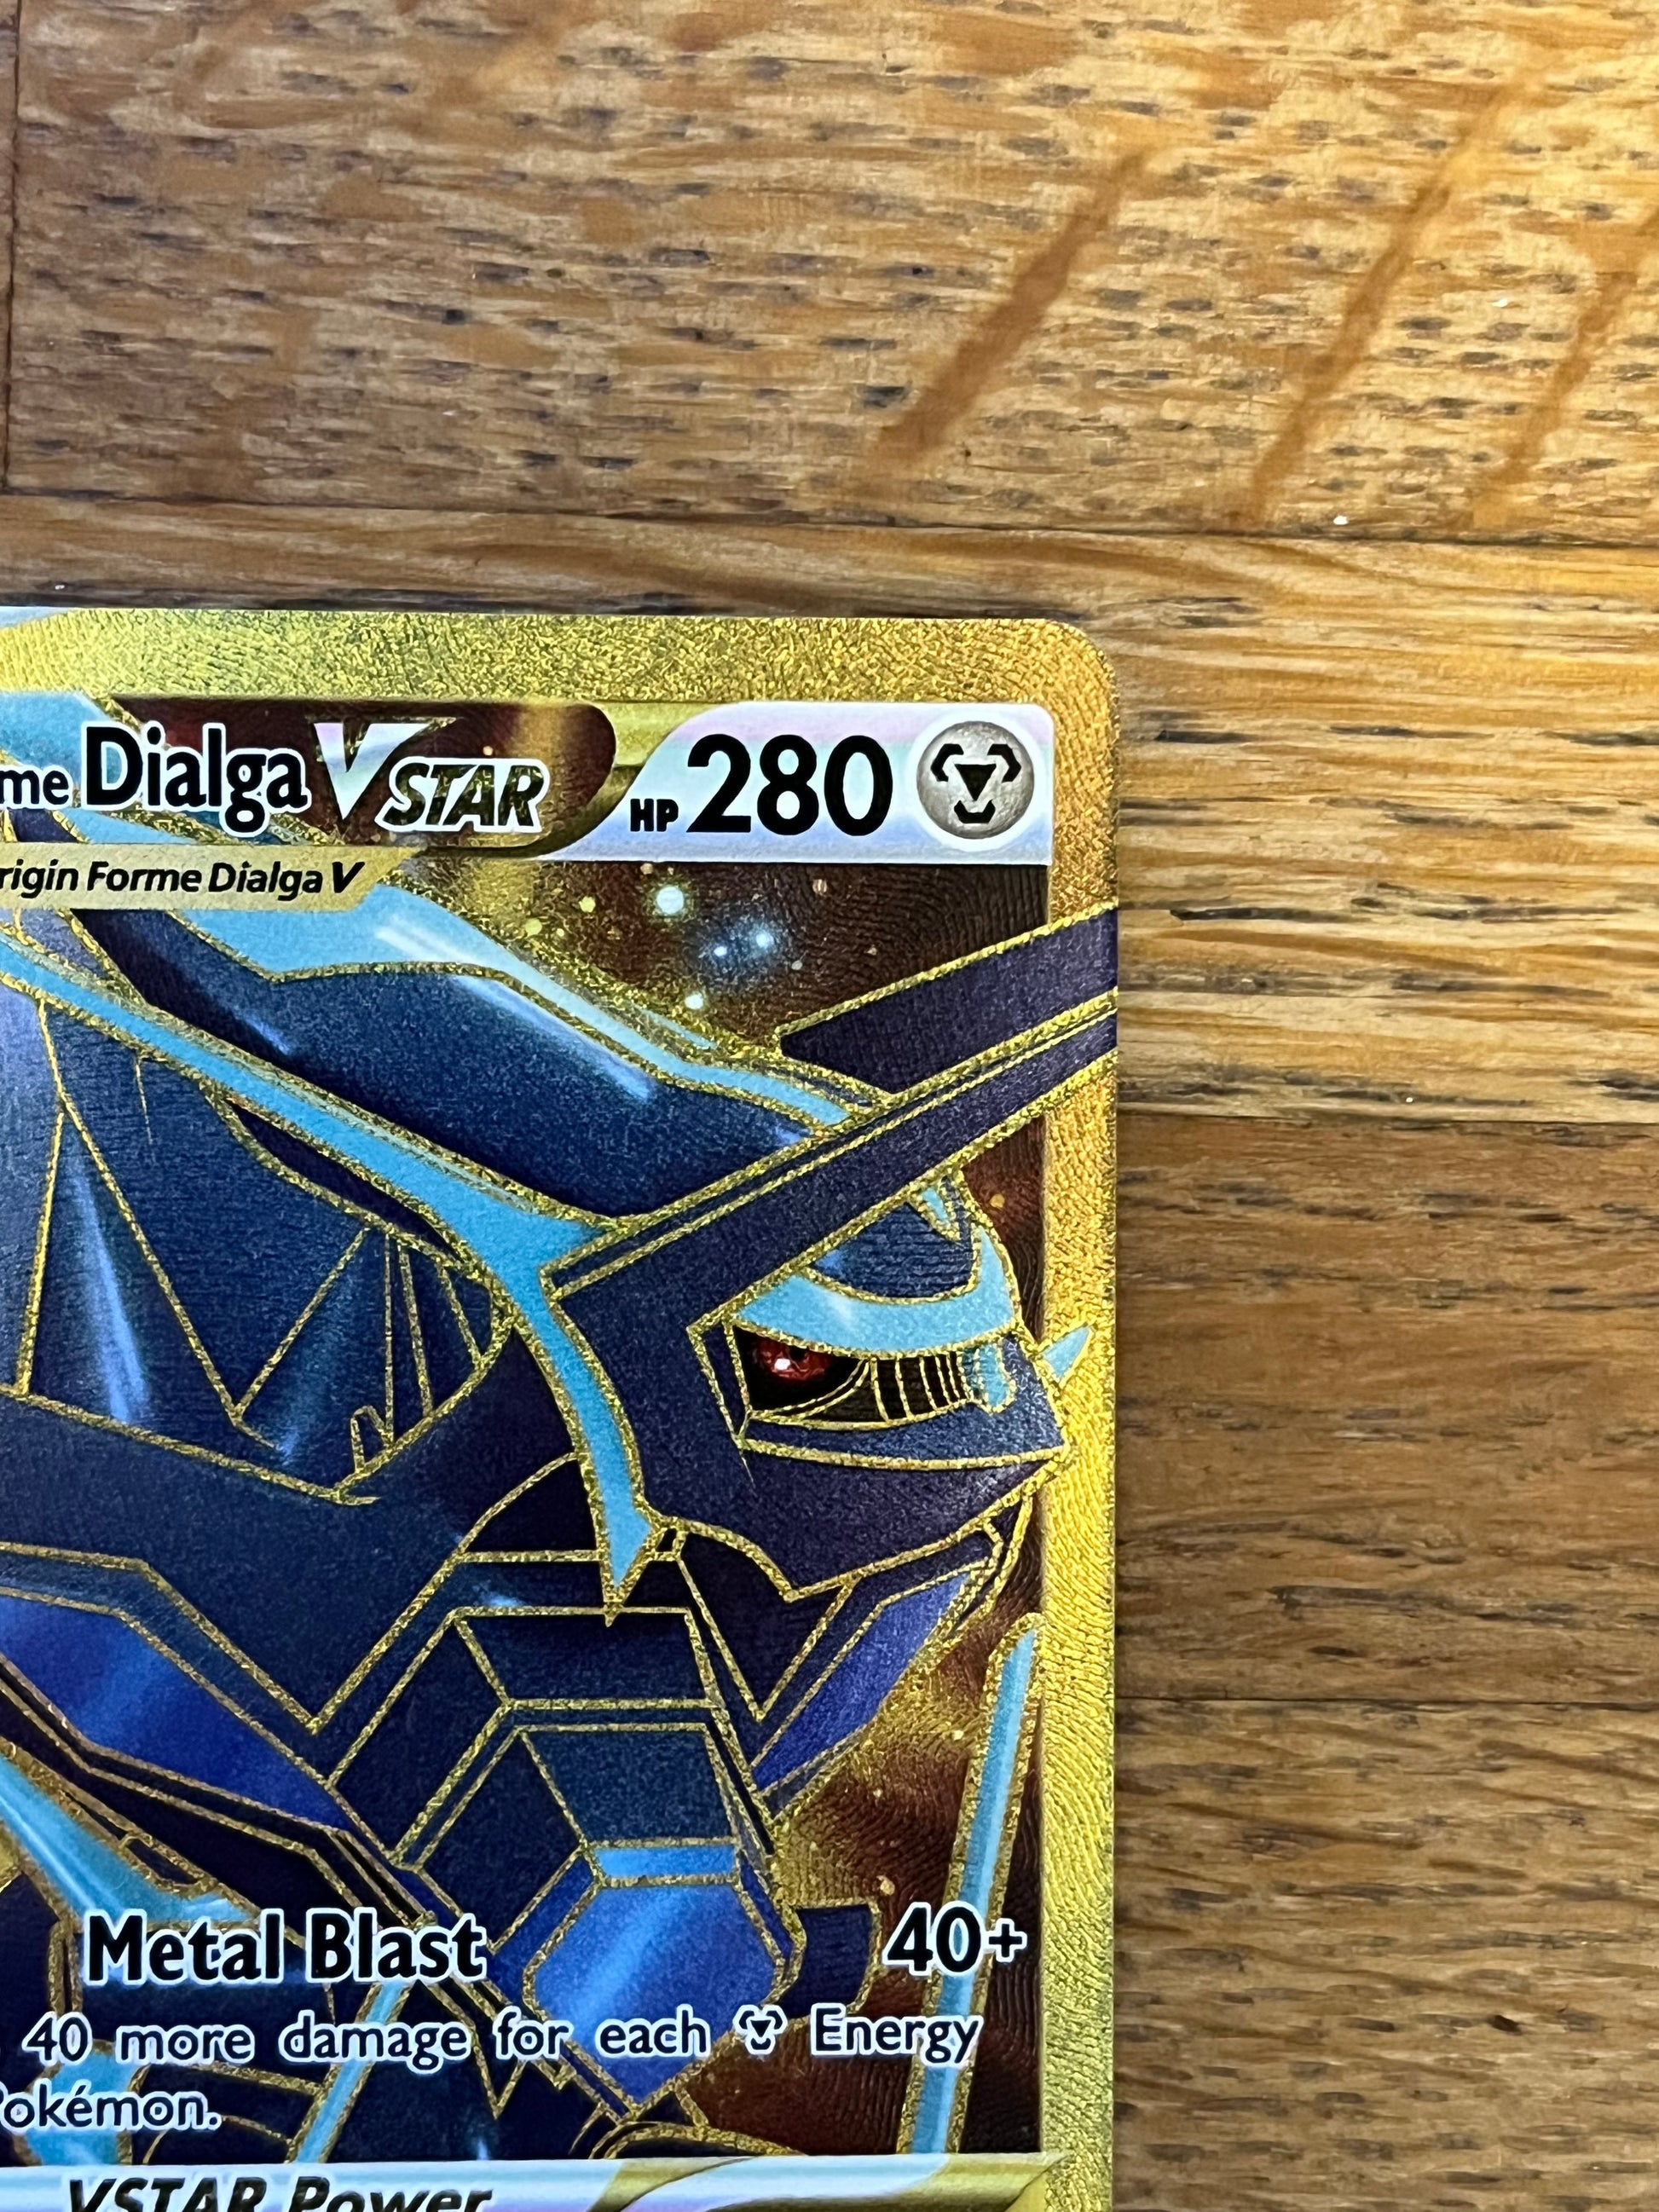 me Dialga VSTAR HP 280
rigin Forme Dialga V
Metal Blast 40+
40 more damage for each Energy
Pokémon.
VSTAR Power